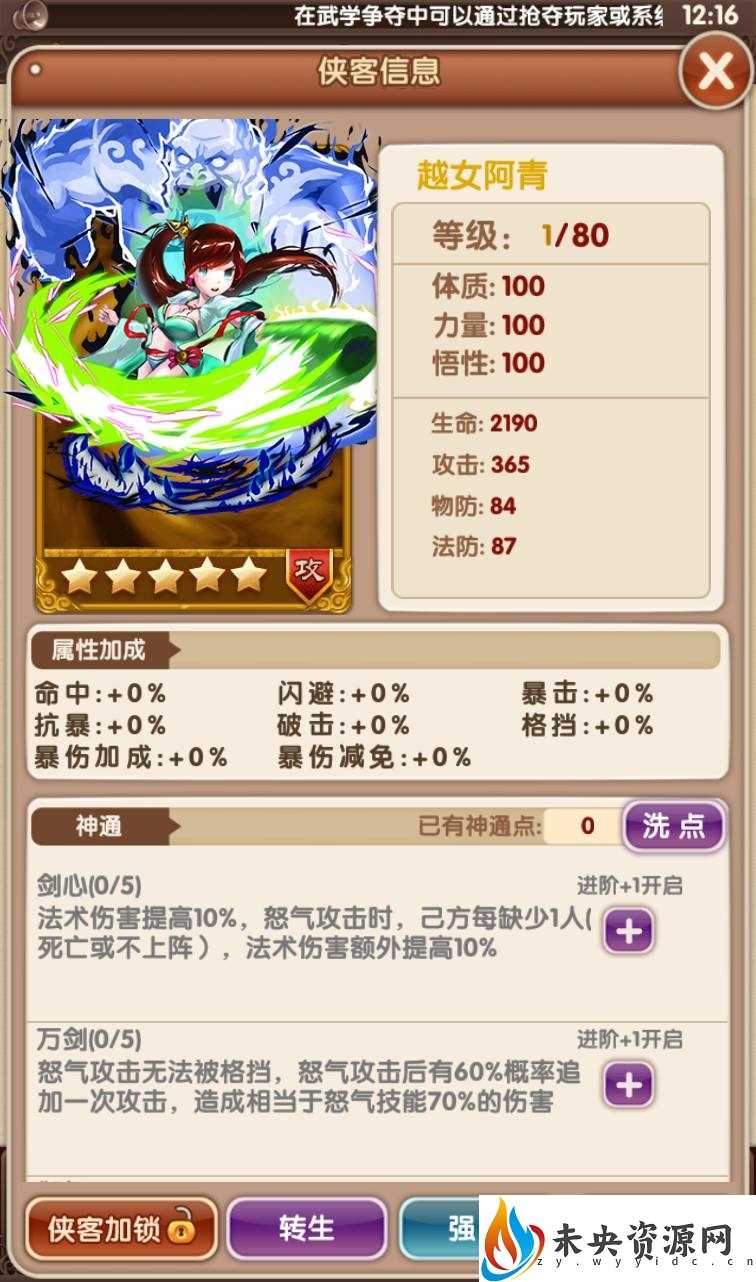 在武学争夺中可以通过抢夺玩家或系统 12:16
侠客信息
越女阿青
等级: 1/80
体质: 100
力量: 100
悟性: 100
生命: 2190
攻击: 365
物防: 84
法防: 87
攻
属性加成
命中:+0% 闪避:+0% 暴击:+0%
抗暴:+0% 破击:+0% 格挡:+0%
暴伤加成:+0% 暴伤减免:+0%
神通 已有神通点: 0 洗点
剑心(0/5) 进阶+1开启
法术伤害提高10%，怒气攻击时，己方每缺少1人(
死亡或不上阵），法术伤害额外提高10%
万剑(0/5) 进阶+1开启
怒气攻击无法被格挡，怒气攻击后有60%概率追
加一次攻击，造成相当于怒气技能70%的伤害
侠客加锁 转生 强
未央资源网
zy.wyyidc.cn